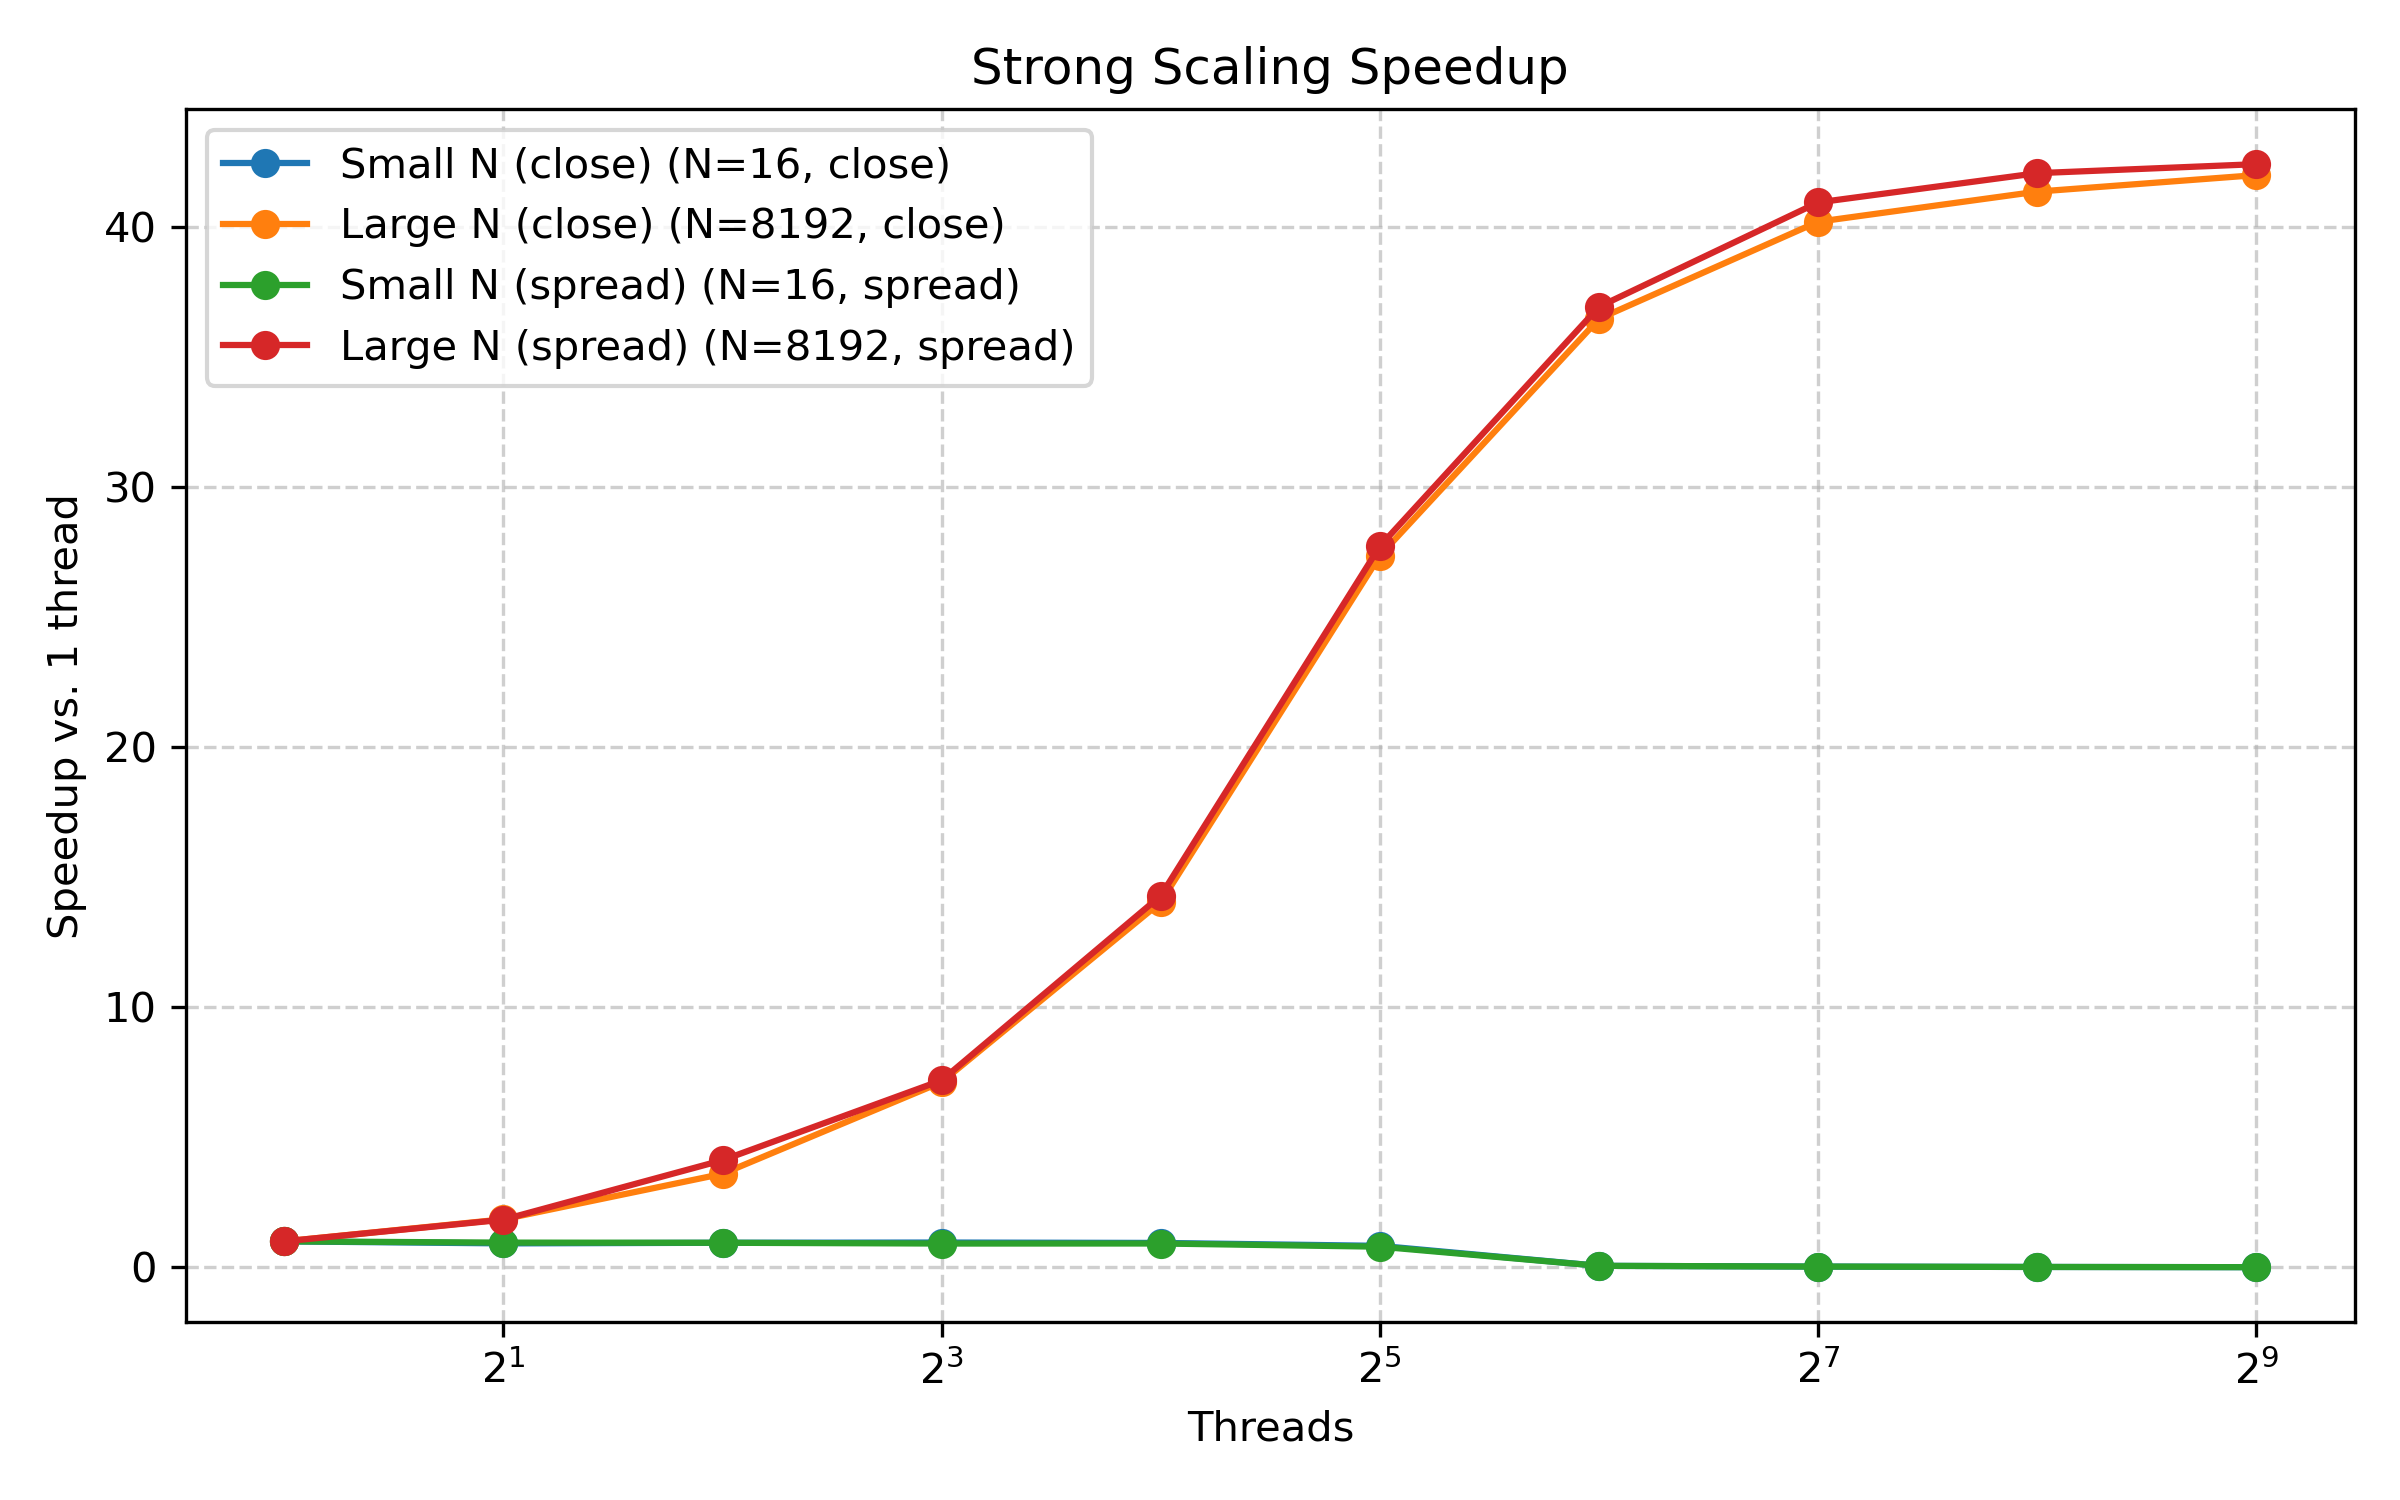 Strong Scaling Speedup
Small N (close) (N=16, close)
Large N (close) (N=8192, close)
Small N (spread) (N=16, spread)
Large N (spread) (N=8192, spread)
Speedup vs. 1 thread
40
30
20
10
0
2¹ 2³ 2⁵ 2⁷ 2⁹
Threads